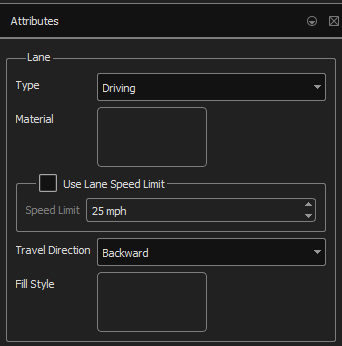 Attributes
Lane
Type Driving
Material
Use Lane Speed Limit
Speed Limit 25 mph
Travel Direction Backward
Fill Style